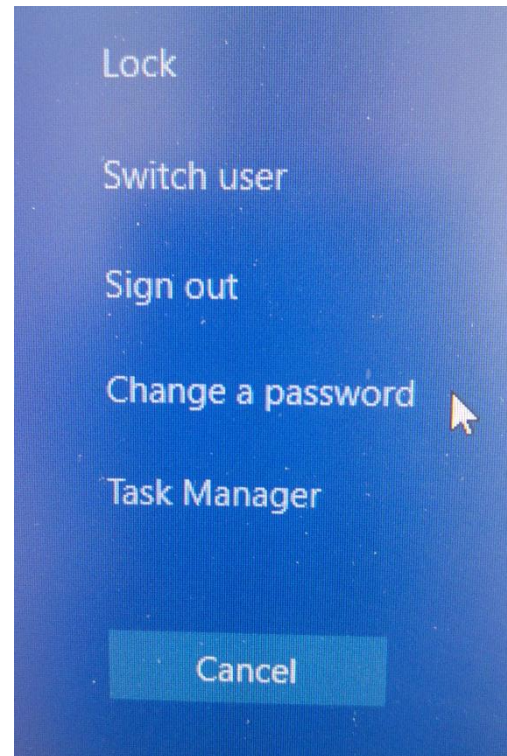 Lock
Switch user
Sign out
Change a password
Task Manager
Cancel